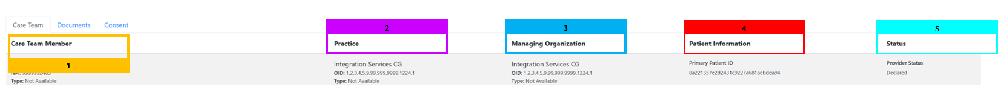 Care Team Documents Consent
2 3 4 5
Care Team Member Practice Managing Organization Patient Information Status
1 Integration Services CG Integration Services CG Primary Patient ID Provider Status
OID: 1.2.3.4.5.9.99.999.9999.1224.1 OID: 1.2.3.4.5.9.99.999.9999.1224.1 8a221357e2d2431c9227a681aebdea94 Declared
Type: Not Available Type: Not Available Type: Not Available